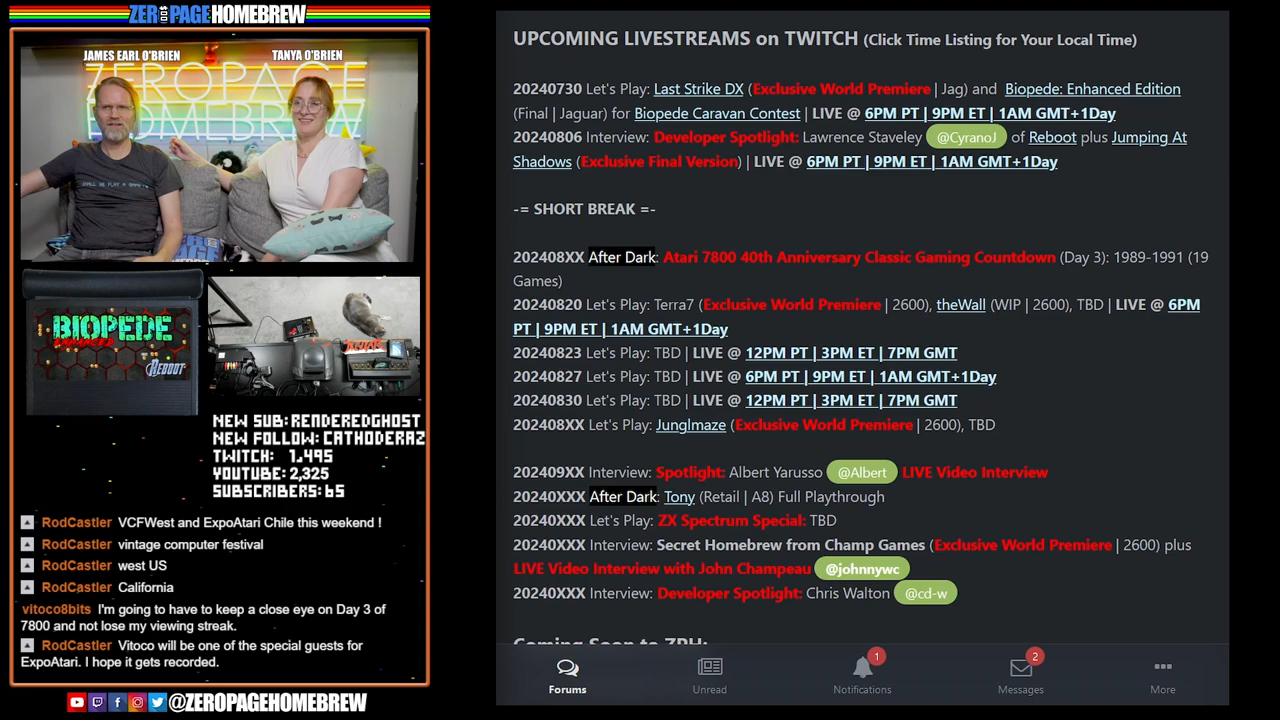 ZEROPAGE HOMEBREW
JAMES EARL O'BRIEN
TANYA O'BRIEN
ZEROPAGE
HOMEBREW
BIOPEDE
ENHANCED
REBOOT
NEW SUB: RENDEREDGHOST
NEW FOLLOW: CATHODERAZ
TWITCH: 1,495
YOUTUBE: 2,325
SUBSCRIBERS: 65
RodCastler VCFWest and ExpoAtari Chile this weekend !
RodCastler vintage computer festival
RodCastler west US
RodCastler California
vitoco8bits I'm going to have to keep a close eye on Day 3 of
7800 and not lose my viewing streak.
RodCastler Vitoco will be one of the special guests for
ExpoAtari. I hope it gets recorded.
@ZEROPAGEHOMEBREW
UPCOMING LIVESTREAMS on TWITCH (Click Time Listing for Your Local Time)
20240730 Let's Play: Last Strike DX (Exclusive World Premiere | Jag) and Biopede: Enhanced Edition
(Final | Jaguar) for Biopede Caravan Contest | LIVE @ 6PM PT | 9PM ET | 1AM GMT+1Day
20240806 Interview: Developer Spotlight: Lawrence Staveley @CyranoJ of Reboot plus Jumping At
Shadows (Exclusive Final Version) | LIVE @ 6PM PT | 9PM ET | 1AM GMT+1Day
-= SHORT BREAK =-
202408XX After Dark: Atari 7800 40th Anniversary Classic Gaming Countdown (Day 3): 1989-1991 (19
Games)
20240820 Let's Play: Terra7 (Exclusive World Premiere | 2600), theWall (WIP | 2600), TBD | LIVE @ 6PM
PT | 9PM ET | 1AM GMT+1Day
20240823 Let's Play: TBD | LIVE @ 12PM PT | 3PM ET | 7PM GMT
20240827 Let's Play: TBD | LIVE @ 6PM PT | 9PM ET | 1AM GMT+1Day
20240830 Let's Play: TBD | LIVE @ 12PM PT | 3PM ET | 7PM GMT
202408XX Let's Play: Junglmaze (Exclusive World Premiere | 2600), TBD
202409XX Interview: Spotlight: Albert Yarusso @Albert LIVE Video Interview
20240XXX After Dark: Tony (Retail | A8) Full Playthrough
20240XXX Let's Play: ZX Spectrum Special: TBD
20240XXX Interview: Secret Homebrew from Champ Games (Exclusive World Premiere | 2600) plus
LIVE Video Interview with John Champeau @johnnywc
20240XXX Interview: Developer Spotlight: Chris Walton @cd-w
Coming Soon to ZPH:
1
2
Forums
Unread
Notifications
Messages
More